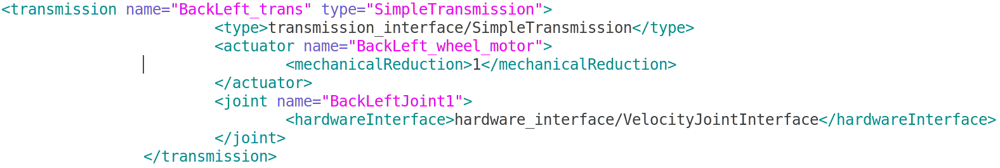 <transmission name="BackLeft_trans" type="SimpleTransmission">
<type>transmission_interface/SimpleTransmission</type>
<actuator name="BackLeft_wheel_motor">
<mechanicalReduction>1</mechanicalReduction>
</actuator>
<joint name="BackLeftJoint1">
<hardwareInterface>hardware_interface/VelocityJointInterface</hardwareInterface>
</joint>
</transmission>